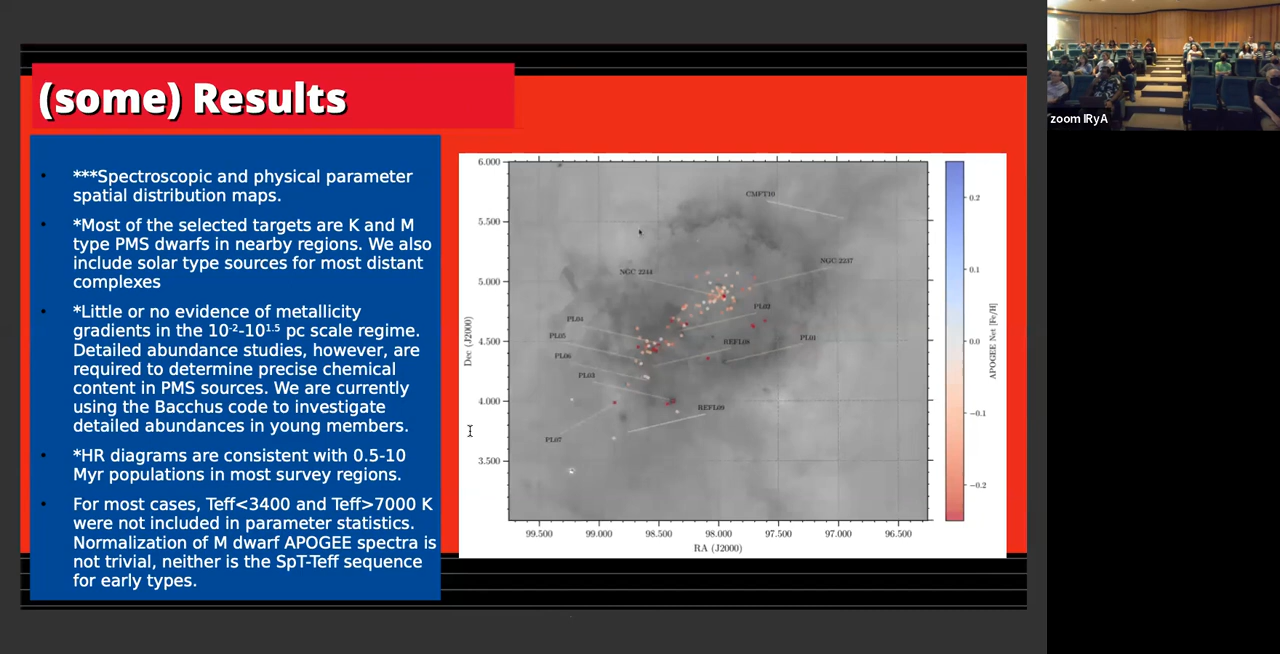 (some) Results
***Spectroscopic and physical parameter
spatial distribution maps.
*Most of the selected targets are K and M
type PMS dwarfs in nearby regions. We also
include solar type sources for most distant
complexes
*Little or no evidence of metallicity
gradients in the 10-2-101.5 pc scale regime.
Detailed abundance studies, however, are
required to determine precise chemical
content in PMS sources. We are currently
using the Bacchus code to investigate
detailed abundances in young members.
*HR diagrams are consistent with 0.5-10
Myr populations in most survey regions.
For most cases, Teff<3400 and Teff>7000 K
were not included in parameter statistics.
Normalization of M dwarf APOGEE spectra is
not trivial, neither is the SpT-Teff sequence
for early types.
6.000
5.500
5.000
4.500
4.000
3.500
Dec (J2000)
CMFT10
NGC 2244
NGC 2237
PL02
PL04
PL05
PL01
REFL08
PL06
PL03
REFL09
PL07
99.500
99.000
98.500
98.000
97.500
97.000
96.500
RA (J2000)
0.2
0.1
0.0
−0.1
−0.2
APOGEE Net [Fe/H]
zoom IRyA